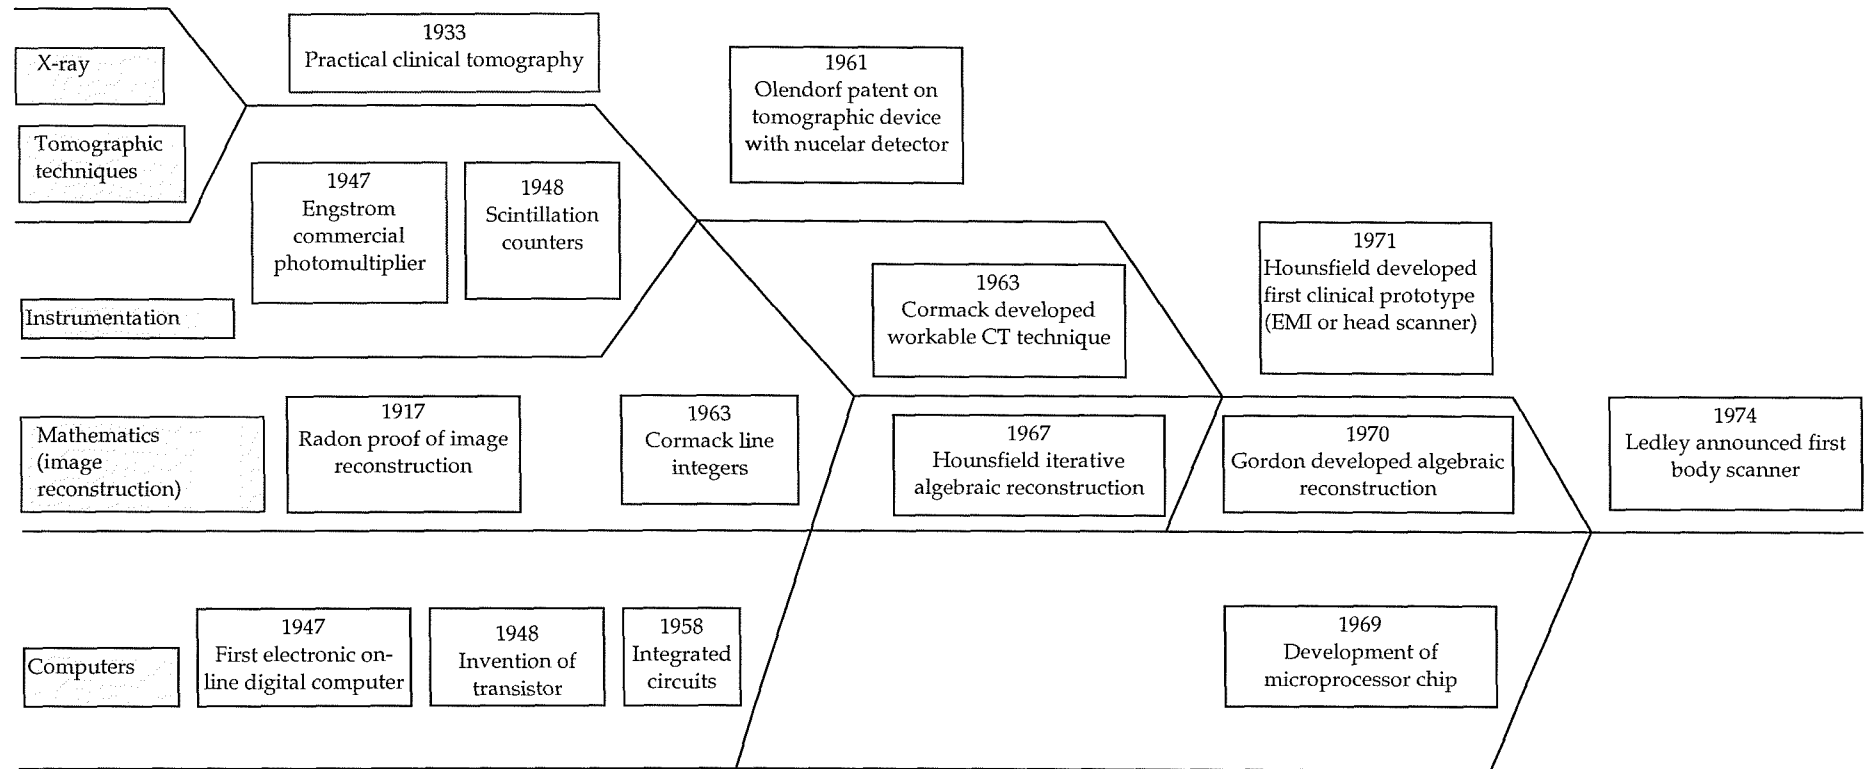 X-ray
Tomographic
techniques
1933
Practical clinical tomography
1961
Olendorf patent on
tomographic device
with nucelar detector
1947
Engstrom
commercial
photomultiplier
1948
Scintillation
counters
Instrumentation
1963
Cormack developed
workable CT technique
1971
Hounsfield developed
first clinical prototype
(EMI or head scanner)
Mathematics
(image
reconstruction)
1917
Radon proof of image
reconstruction
1963
Cormack line
integers
1967
Hounsfield iterative
algebraic reconstruction
1970
Gordon developed algebraic
reconstruction
1974
Ledley announced first
body scanner
Computers
1947
First electronic on-
line digital computer
1948
Invention of
transistor
1958
Integrated
circuits
1969
Development of
microprocessor chip